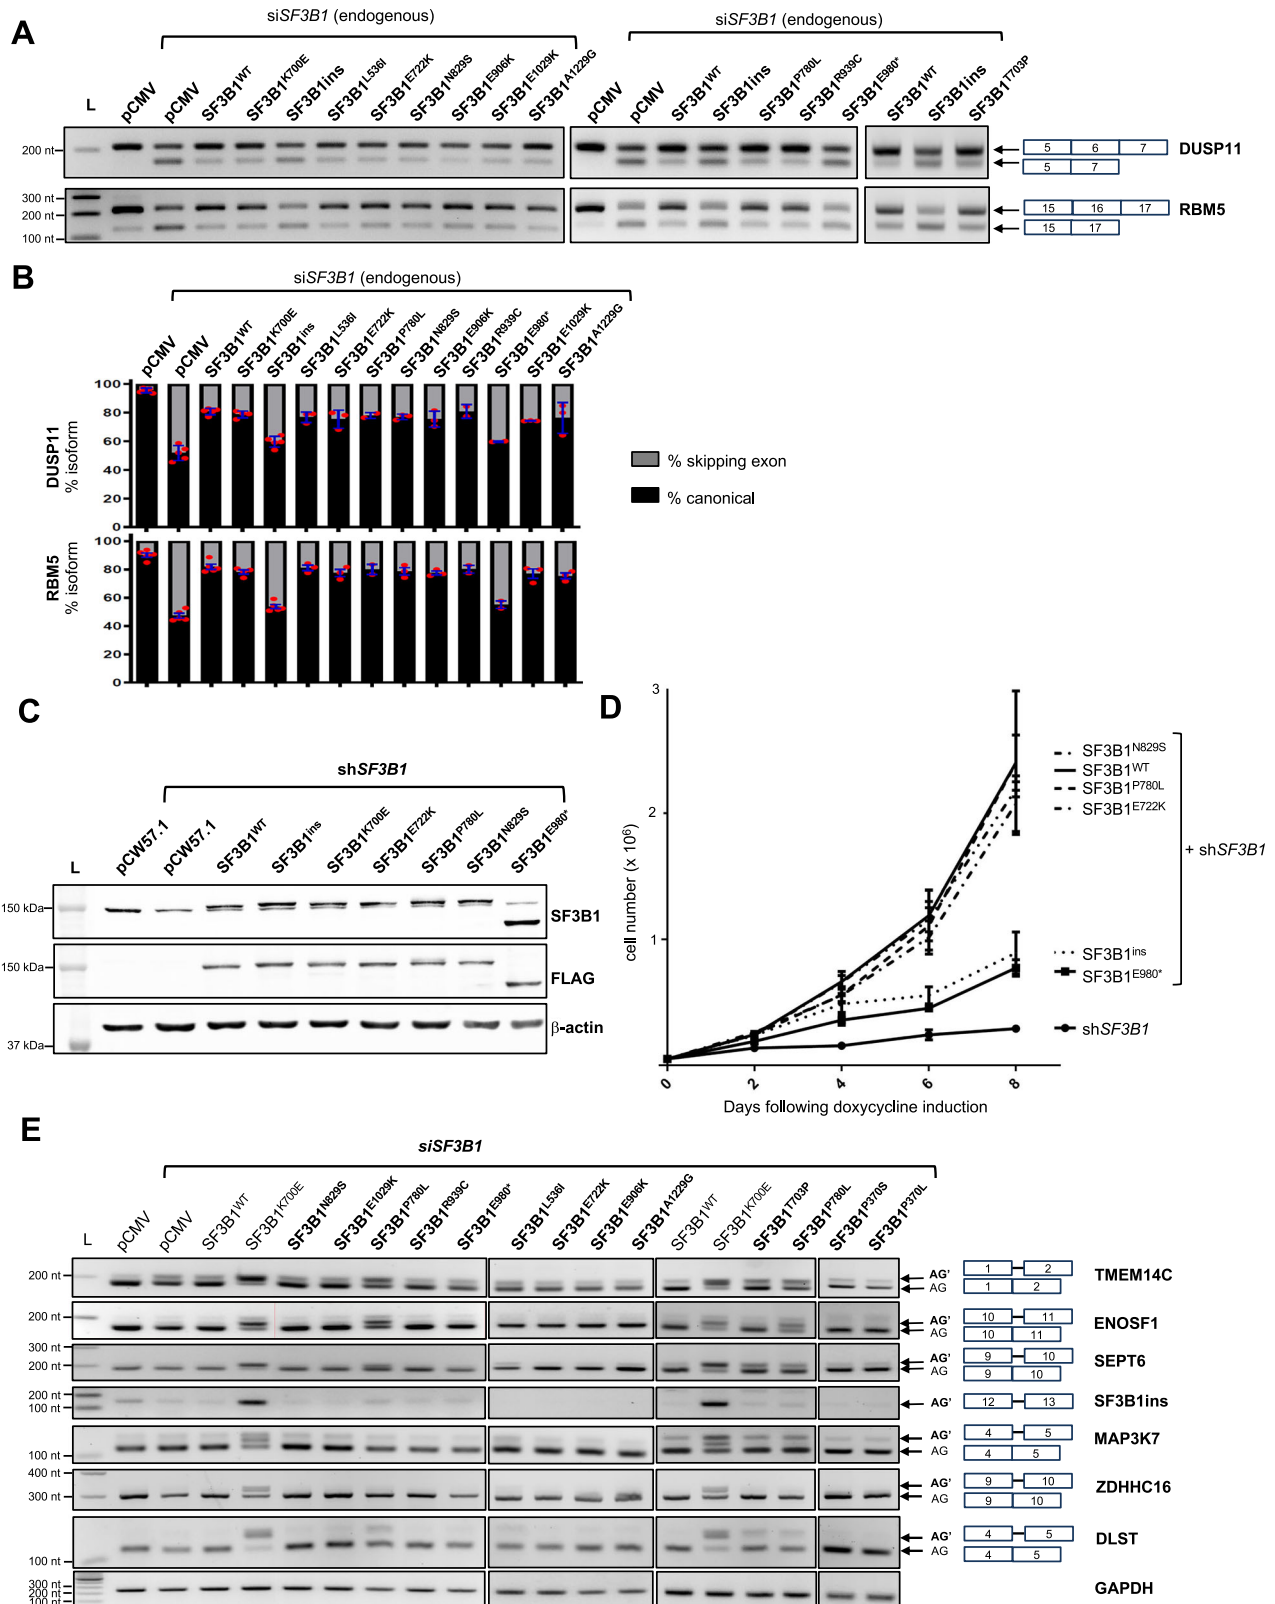 A
siSF3B1 (endogenous)
siSF3B1 (endogenous)
L pCMV pCMV SF3B1WT SF3B1K700E SF3B1ins SF3B1L536I SF3B1E722K SF3B1N829S SF3B1E906K SF3B1E1029K SF3B1A1229G pCMV pCMV SF3B1WT SF3B1ins SF3B1P780L SF3B1R939C SF3B1E980* SF3B1WT SF3B1ins SF3B1T703P
200 nt 5 6 7 DUSP11
5 7
300 nt
200 nt 15 16 17 RBM5
100 nt 15 17
B
siSF3B1 (endogenous)
pCMV pCMV SF3B1WT SF3B1K700E SF3B1ins SF3B1L536I SF3B1E722K SF3B1P780L SF3B1N829S SF3B1E906K SF3B1R939C SF3B1E980* SF3B1E1029K SF3B1A1229G
DUSP11
% isoform
100
80
60
40
20
0
% skipping exon
% canonical
RBM5
% isoform
100
80
60
40
20
0
C
shSF3B1
L pCW57.1 pCW57.1 SF3B1WT SF3B1ins SF3B1K700E SF3B1E722K SF3B1P780L SF3B1N829S SF3B1E980*
150 kDa SF3B1
150 kDa FLAG
β-actin
37 kDa
D
cell number (x 10⁶)
3
2
1
0 2 4 6 8
Days following doxycycline induction
SF3B1N829S
SF3B1WT
SF3B1P780L
SF3B1E722K
+ shSF3B1
SF3B1ins
SF3B1E980*
shSF3B1
E
siSF3B1
L pCMV pCMV SF3B1WT SF3B1K700E SF3B1N829S SF3B1E1029K SF3B1P780L SF3B1R939C SF3B1E980* SF3B1L536I SF3B1E722K SF3B1E906K SF3B1A1229G SF3B1WT SF3B1K700E SF3B1T703P SF3B1P780L SF3B1P370S SF3B1P370L
200 nt AG' 1 2 TMEM14C
AG 1 2
200 nt AG' 10 11 ENOSF1
AG 10 11
300 nt
200 nt AG' 9 10 SEPT6
AG 9 10
200 nt
100 nt AG' 12 13 SF3B1ins
AG' 4 5 MAP3K7
100 nt AG 4 5
400 nt AG' 9 10 ZDHHC16
300 nt AG 9 10
AG' 4 5 DLST
100 nt AG 4 5
300 nt
200 nt GAPDH
100 nt